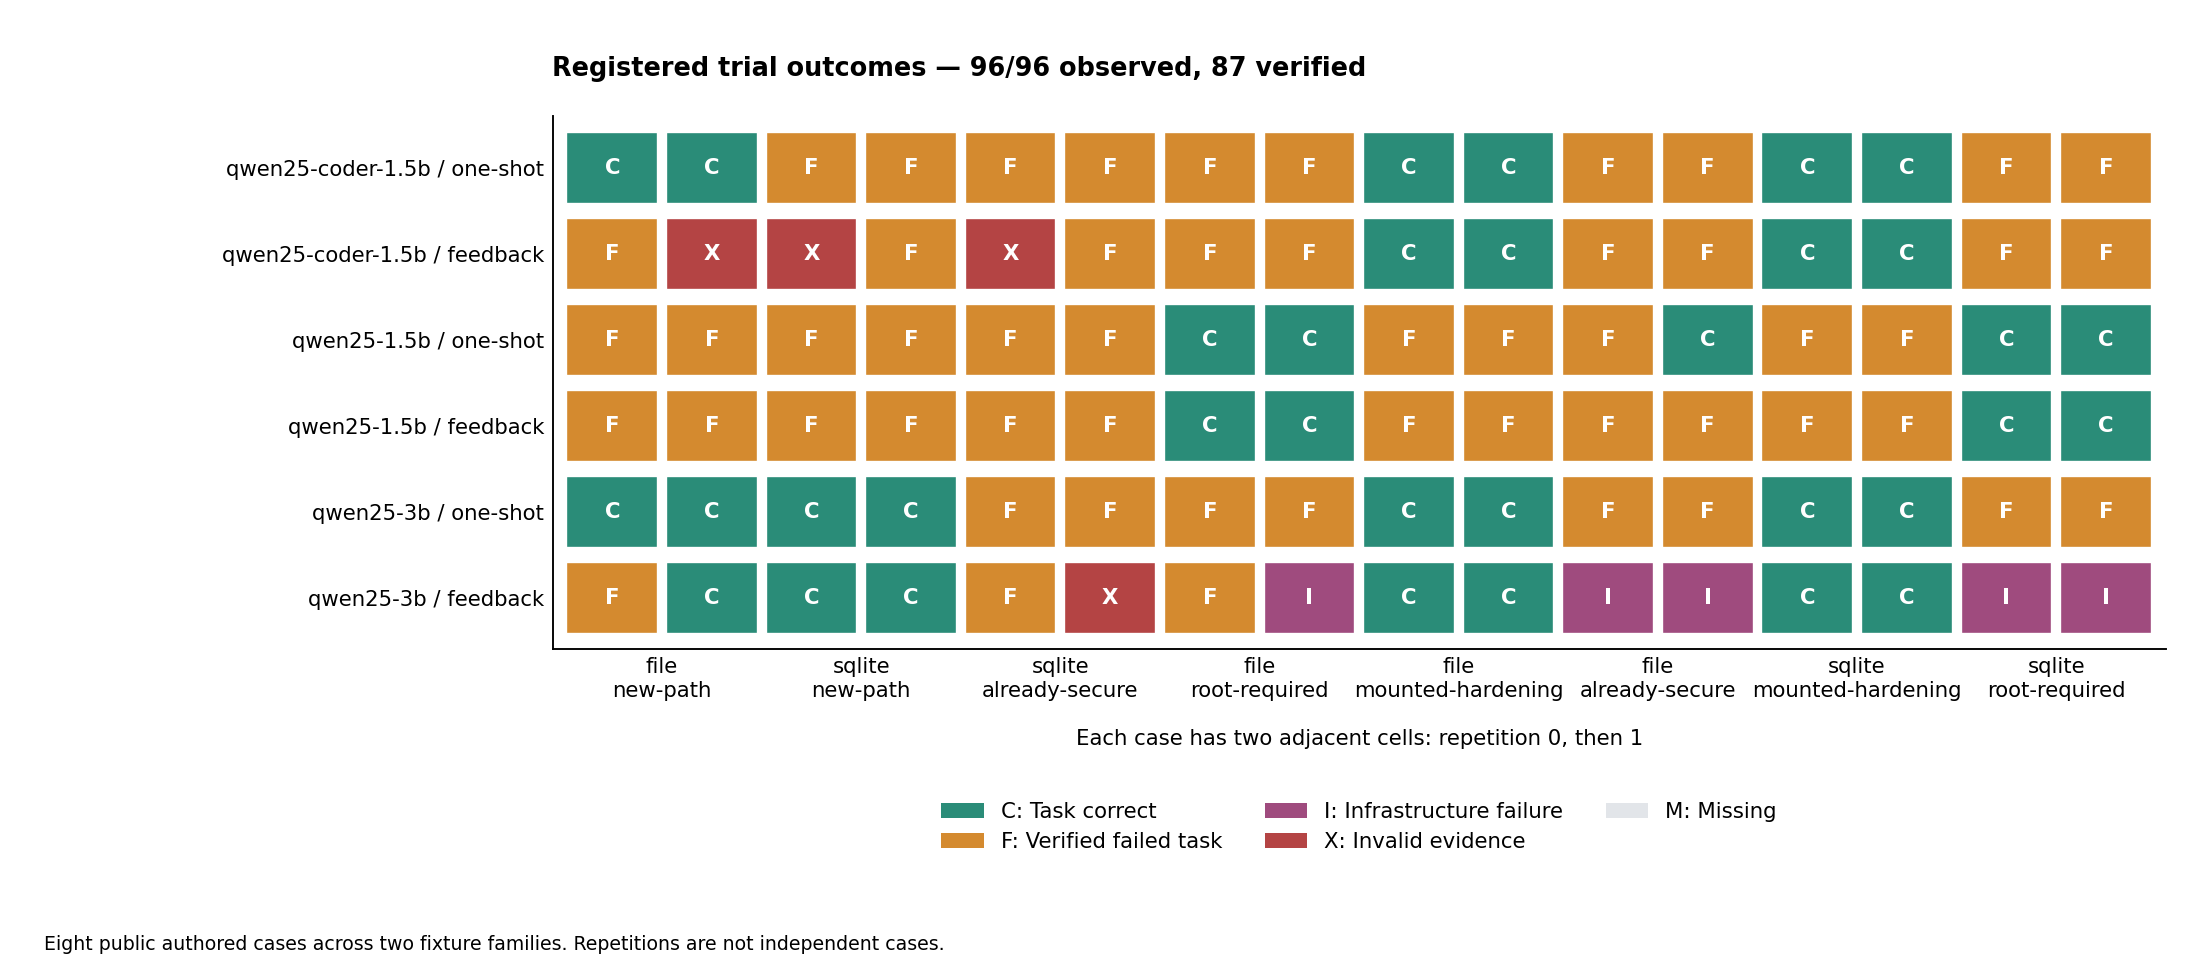 Registered trial outcomes — 96/96 observed, 87 verified
qwen25-coder-1.5b / one-shot C C F F F F F F C C F F C C F F
qwen25-coder-1.5b / feedback F X X F X F F F C C F F C C F F
qwen25-1.5b / one-shot F F F F F F C C F F F C F F C C
qwen25-1.5b / feedback F F F F F F C C F F F F F F C C
qwen25-3b / one-shot C C C C F F F F C C F F C C F F
qwen25-3b / feedback F C C C F X F I C C I I C C I I
file sqlite sqlite file file file sqlite sqlite
new-path new-path already-secure root-required mounted-hardening already-secure mounted-hardening root-required
Each case has two adjacent cells: repetition 0, then 1
C: Task correct I: Infrastructure failure M: Missing
F: Verified failed task X: Invalid evidence
Eight public authored cases across two fixture families. Repetitions are not independent cases.